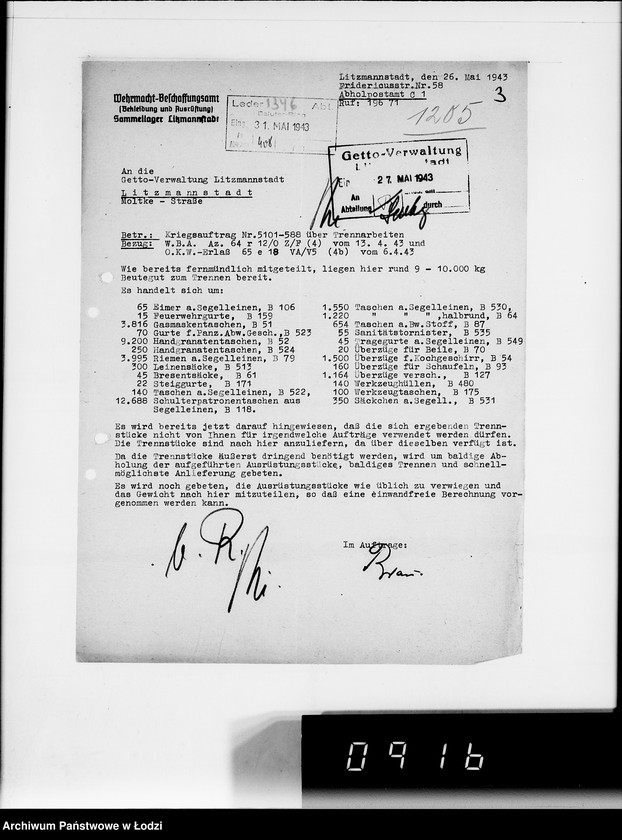 Litzmannstadt, den 26. Mai 1943
Fridericusstr.Nr.58
Abholpostamt C 1
Ruf: 196 71
3
1205
Wehrmacht-Beschaffungsamt
(Bekleidung und Ausrüstung)
Sammellager Litzmannstadt
Leder 1346 Abt.
Eing. 31. MAI 1943
Getto-Verwaltung
Ein 27. MAI 1943
An
Abteilung durch
An die
Getto-Verwaltung Litzmannstadt
L i t z m a n n s t a d t
Moltke - Straße
Betr.: Kriegsauftrag Nr.5101-588 über Trennarbeiten
Bezug: W.B.A. Az. 64 r 12/O Z/F (4) vom 13. 4. 43 und
O.K.W.-Erlaß 65 e 18 VA/V5 (4b) vom 6.4.43
Wie bereits fernmündlich mitgeteilt, liegen hier rund 9 - 10.000 kg
Beutegut zum Trennen bereit.
Es handelt sich um:
65 Eimer a.Segelleinen, B 106
15 Feuerwehrgurte, B 159
3.816 Gasmaskentaschen, B 51
70 Gurte f.Panz.Abw.Gesch.,B 523
9.200 Handgranatentaschen, B 52
250 Handgranatentaschen, B 524
3.995 Riemen a.Segelleinen, B 79
300 Leinensäcke, B 513
45 Bresentsäcke, B 61
22 Steiggurte, B 171
140 Taschen a.Segelleinen, B 522,
12.688 Schulterpatronentaschen aus
Segelleinen, B 118.
1.550 Taschen a.Segelleinen, B 530,
1.220 " " " ,halbrund, B 64
654 Taschen a.Bw.Stoff, B 87
55 Sanitätstornister, B 535
45 Tragegurte a.Segelleinen, B 549
20 Überzüge für Beile, B 70
1.500 Überzüge f.Kochgeschirr, B 54
160 Überzüge für Schaufeln, B 93
1.164 Überzüge versch., B 127
140 Werkzeughüllen, B 480
100 Werkzeugtaschen, B 175
350 Säckchen a.Segell., B 531
Es wird bereits jetzt darauf hingewiesen, daß die sich ergebenden Trenn-
stücke nicht von Ihnen für irgendwelche Aufträge verwendet werden dürfen.
Die Trennstücke sind nach hier anzuliefern, da über dieselben verfügt ist.
Da die Trennstücke äußerst dringend benötigt werden, wird um baldige Ab-
holung der aufgeführten Ausrüstungsstücke, baldiges Trennen und schnell-
möglichste Anlieferung gebeten.
Es wird noch gebeten, die Ausrüstungsstücke wie üblich zu verwiegen und
das Gewicht nach hier mitzuteilen, so daß eine einwandfreie Berechnung vor-
genommen werden kann.
Im Auftrage:
0916
Archiwum Państwowe w Łodzi